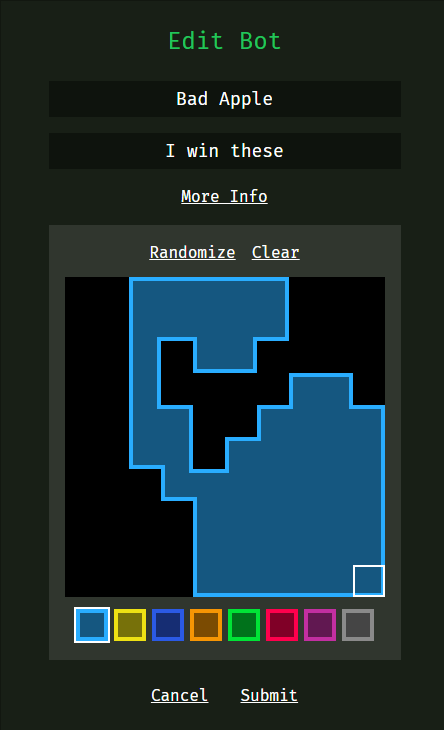 Edit Bot
Bad Apple
I win these
More Info
Randomize Clear
Cancel Submit